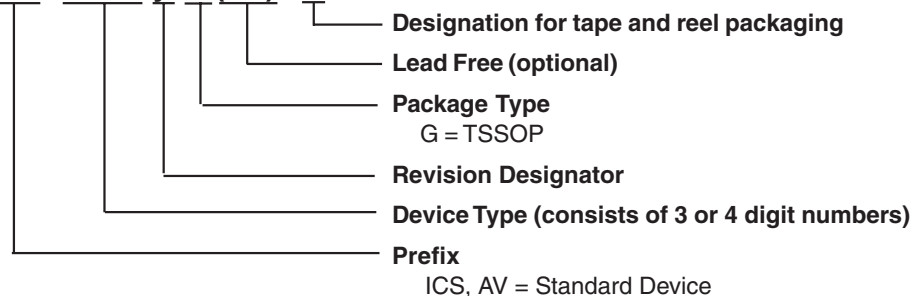 Designation for tape and reel packaging
Lead Free (optional)
Package Type
G = TSSOP
Revision Designator
Device Type (consists of 3 or 4 digit numbers)
Prefix
ICS, AV = Standard Device